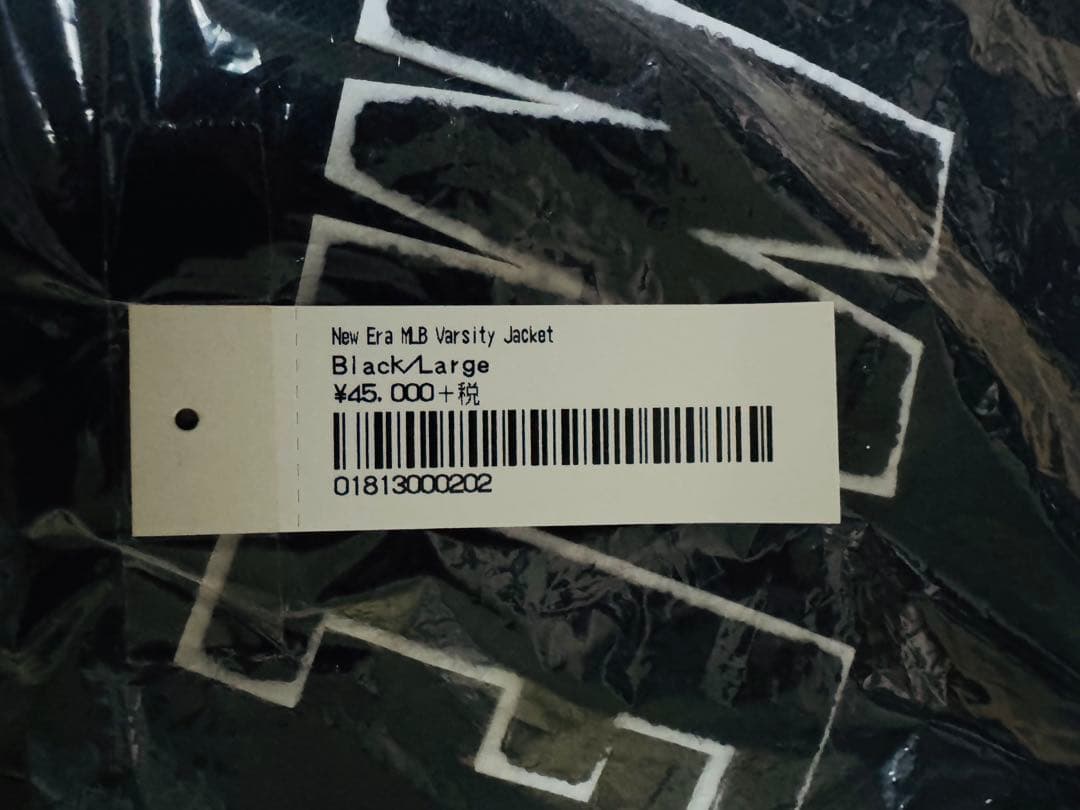 New Era MLB Varsity Jacket
Black/Large
¥45,000+税
01813000202